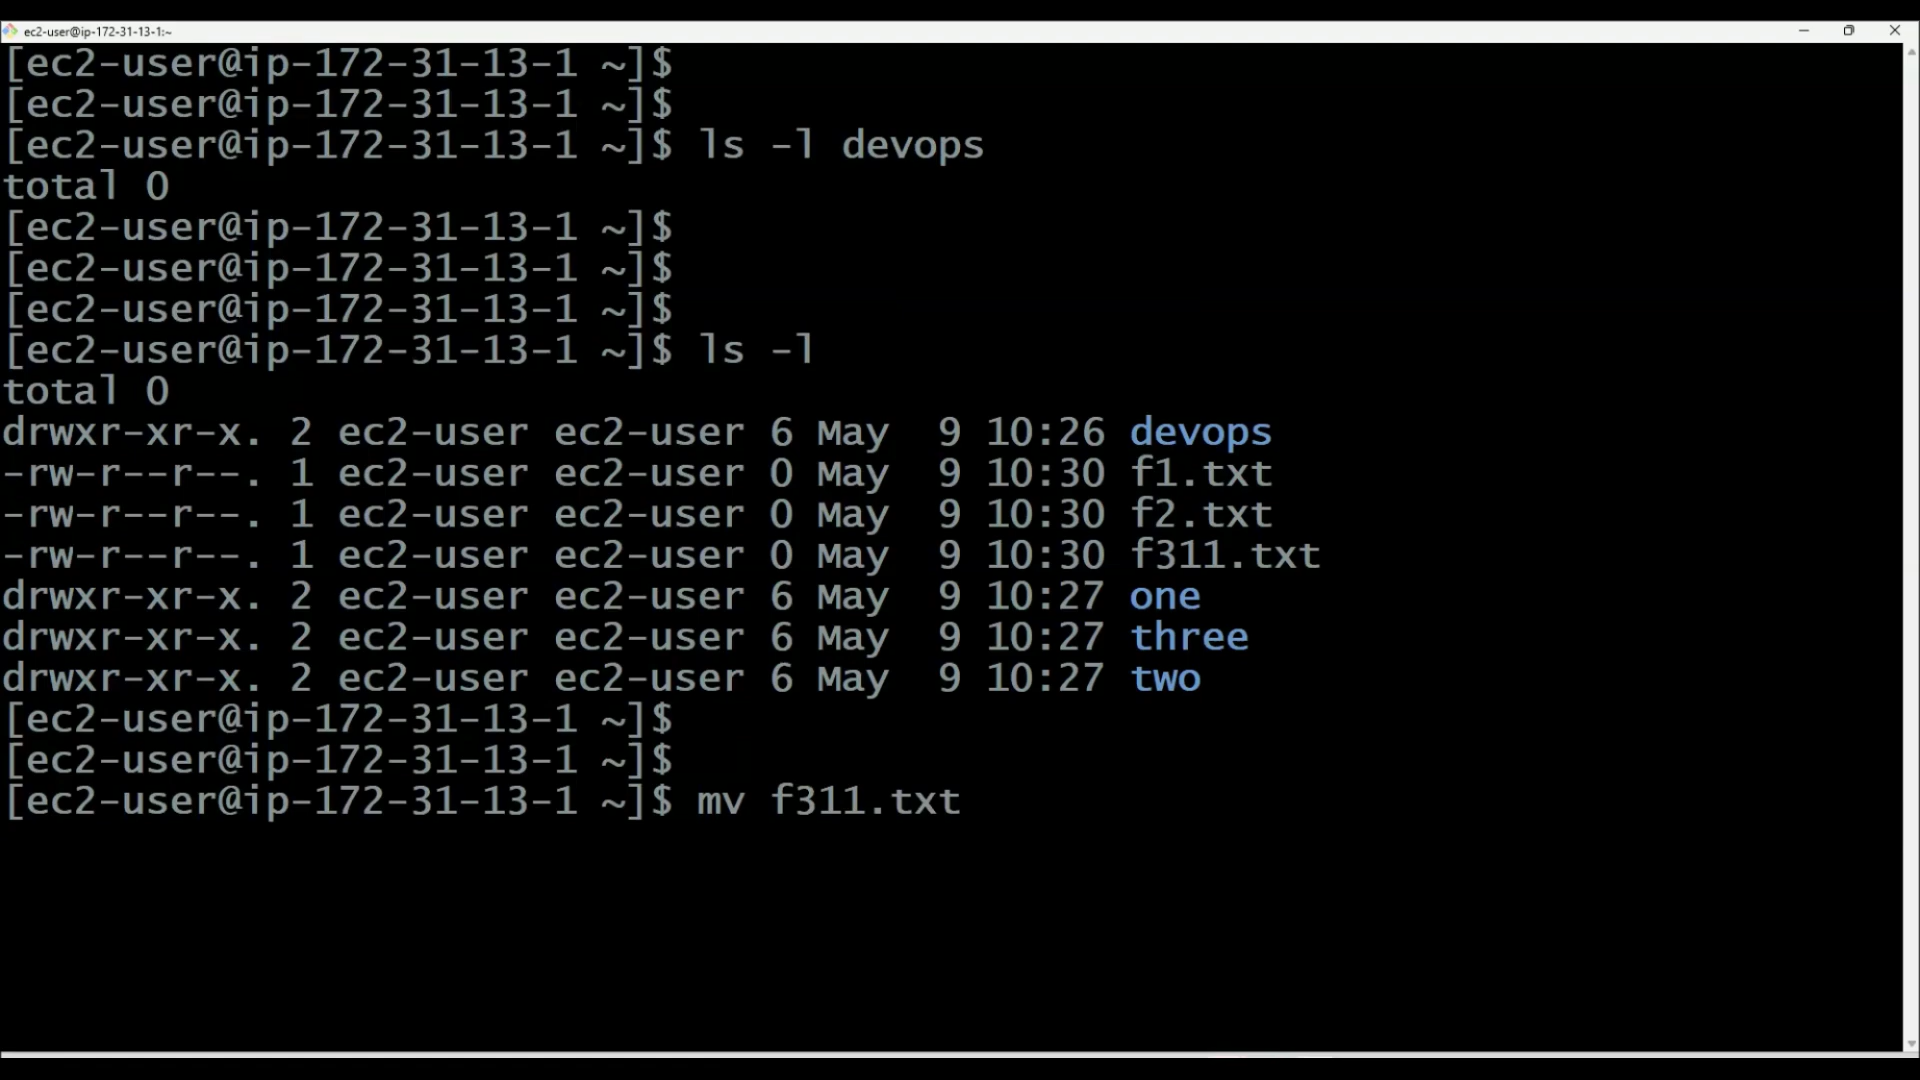 ec2-user@ip-172-31-13-1:~
[ec2-user@ip-172-31-13-1 ~]$
[ec2-user@ip-172-31-13-1 ~]$
[ec2-user@ip-172-31-13-1 ~]$ ls -l devops
total 0
[ec2-user@ip-172-31-13-1 ~]$
[ec2-user@ip-172-31-13-1 ~]$
[ec2-user@ip-172-31-13-1 ~]$
[ec2-user@ip-172-31-13-1 ~]$ ls -l
total 0
drwxr-xr-x. 2 ec2-user ec2-user 6 May  9 10:26 devops
-rw-r--r--. 1 ec2-user ec2-user 0 May  9 10:30 f1.txt
-rw-r--r--. 1 ec2-user ec2-user 0 May  9 10:30 f2.txt
-rw-r--r--. 1 ec2-user ec2-user 0 May  9 10:30 f311.txt
drwxr-xr-x. 2 ec2-user ec2-user 6 May  9 10:27 one
drwxr-xr-x. 2 ec2-user ec2-user 6 May  9 10:27 three
drwxr-xr-x. 2 ec2-user ec2-user 6 May  9 10:27 two
[ec2-user@ip-172-31-13-1 ~]$
[ec2-user@ip-172-31-13-1 ~]$
[ec2-user@ip-172-31-13-1 ~]$ mv f311.txt